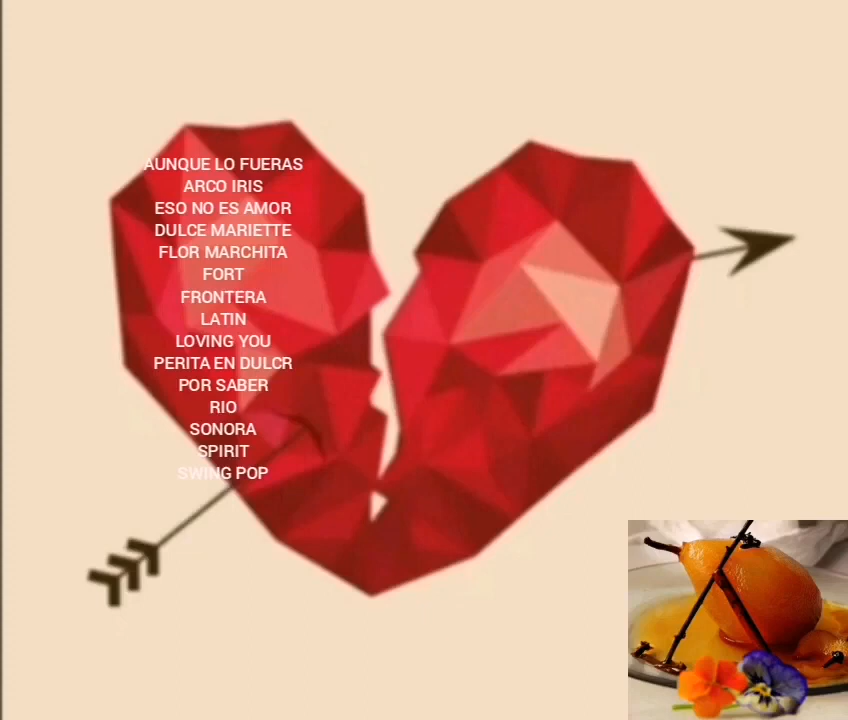 AUNQUE LO FUERAS
ARCO IRIS
ESO NO ES AMOR
DULCE MARIETTE
FLOR MARCHITA
FORT
FRONTERA
LATIN
LOVING YOU
PERITA EN DULCR
POR SABER
RIO
SONORA
SPIRIT
SWING POP